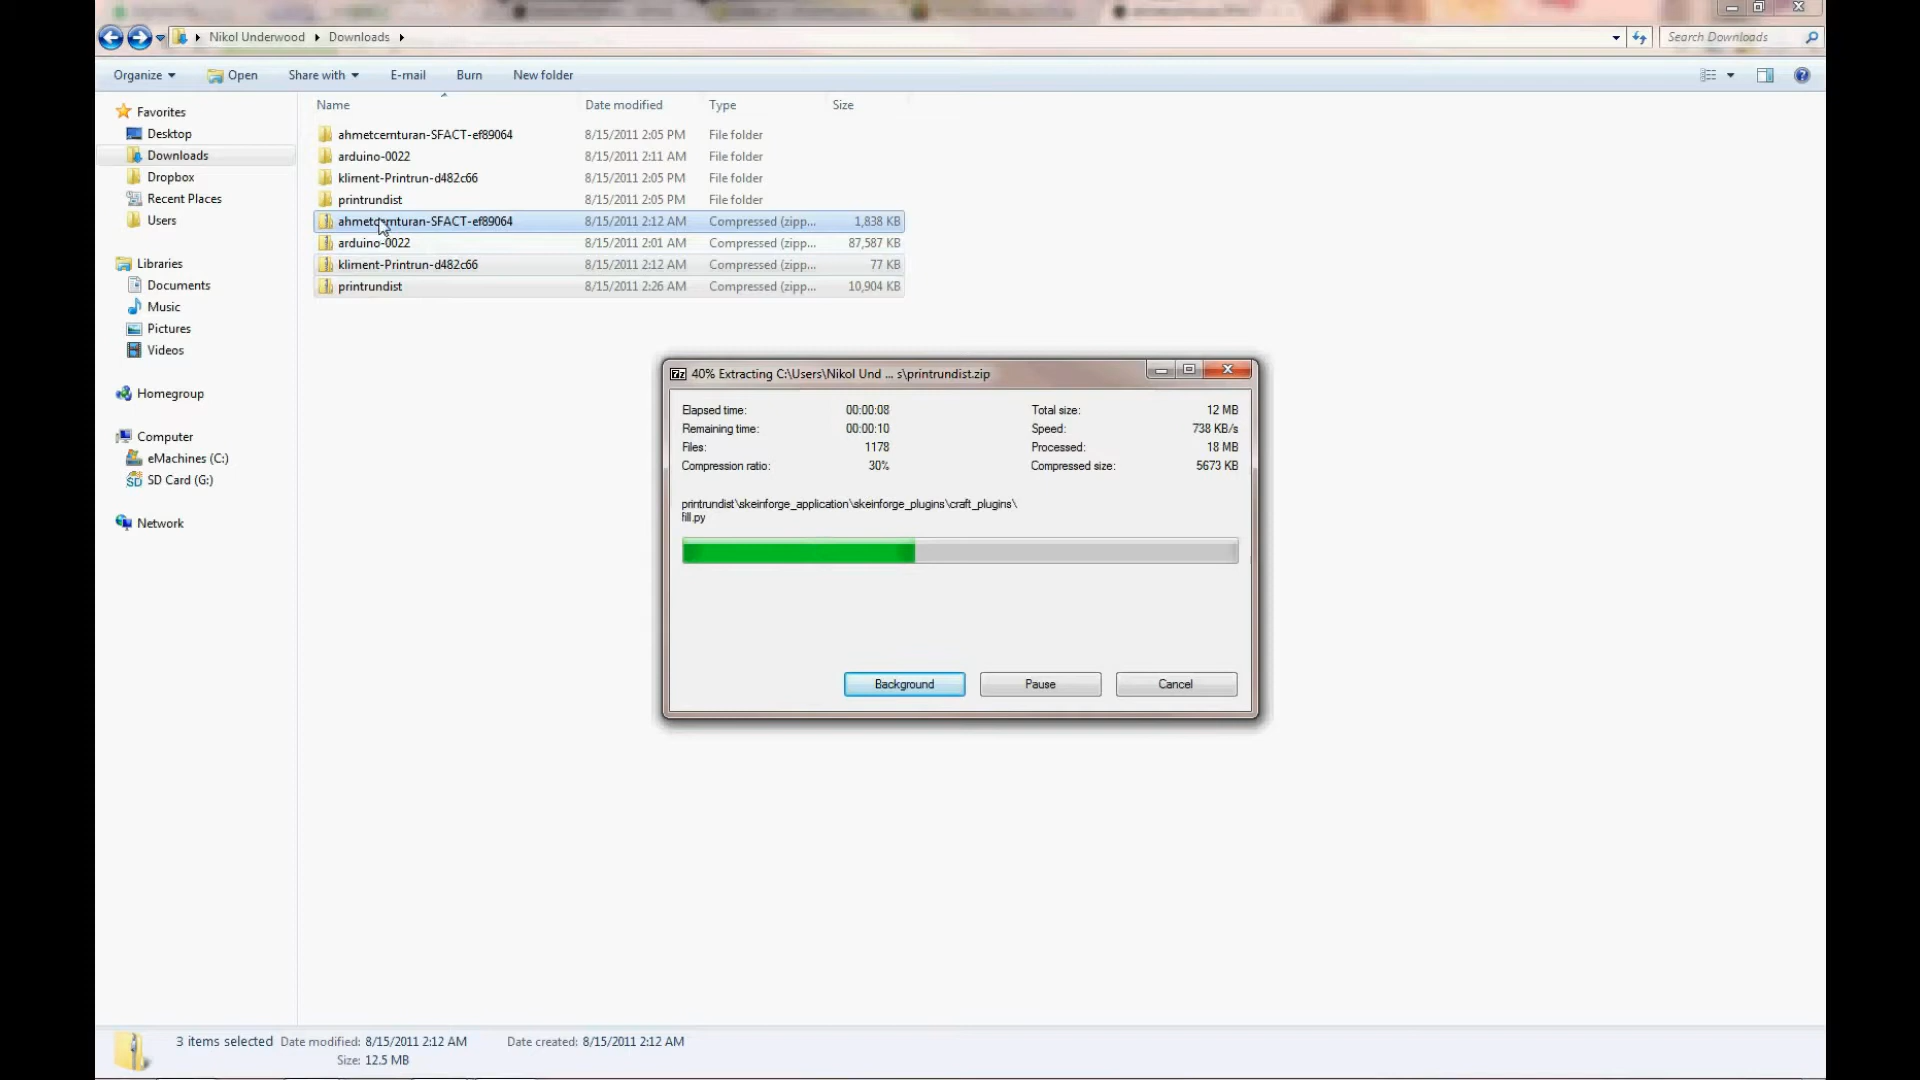 Nikol Underwood Downloads
Search Downloads
Organize Open Share with E-mail Burn New folder
Name Date modified Type Size
ahmetcemturan-SFACT-ef89064 8/15/2011 2:05 PM File folder
arduino-0022 8/15/2011 2:11 AM File folder
kliment-Printrun-d482c66 8/15/2011 2:05 PM File folder
printrundist 8/15/2011 2:05 PM File folder
ahmetcemturan-SFACT-ef89064 8/15/2011 2:12 AM Compressed (zipp... 1,838 KB
arduino-0022 8/15/2011 2:01 AM Compressed (zipp... 87,587 KB
kliment-Printrun-d482c66 8/15/2011 2:12 AM Compressed (zipp... 77 KB
printrundist 8/15/2011 2:26 AM Compressed (zipp... 10,904 KB
Favorites
Desktop
Downloads
Dropbox
Recent Places
Users
Libraries
Documents
Music
Pictures
Videos
Homegroup
Computer
eMachines (C:)
SD SD Card (G:)
Network
7z 40% Extracting C:\Users\Nikol Und ... s\printrundist.zip
Elapsed time: 00:00:08 Total size: 12 MB
Remaining time: 00:00:10 Speed: 738 KB/s
Files: 1178 Processed: 18 MB
Compression ratio: 30% Compressed size: 5673 KB
printrundist\skeinforge_application\skeinforge_plugins\craft_plugins\
fill.py
Background Pause Cancel
3 items selected Date modified: 8/15/2011 2:12 AM Date created: 8/15/2011 2:12 AM
Size: 12.5 MB